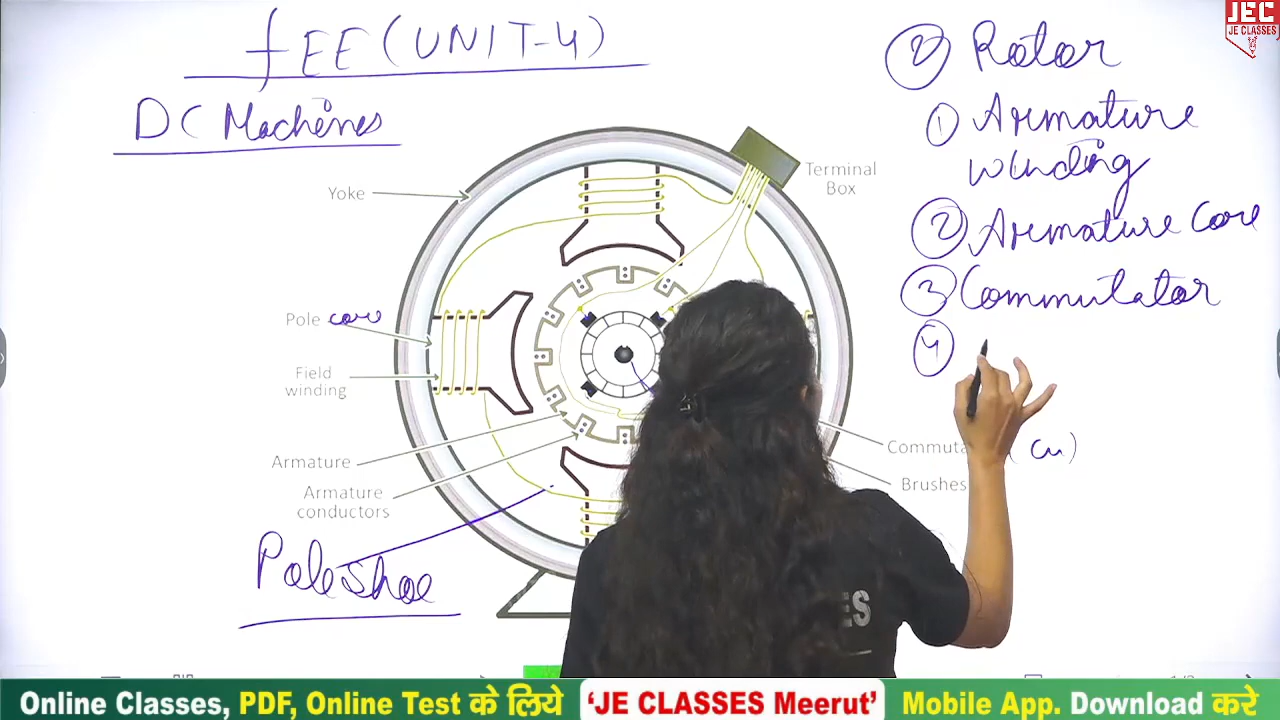 JEC
JE CLASSES
fEE (UNIT-4)
DC Machines
Yoke
Pole core
Field
winding
Armature
Armature
conductors
Pole shoe
Terminal
Box
Brushes
(Cu)
② Rotor
① Armature
winding
② Armature Core
③ Commutator
④
ES
Online Classes, PDF, Online Test के लिये 'JE CLASSES Meerut' Mobile App. Download करे